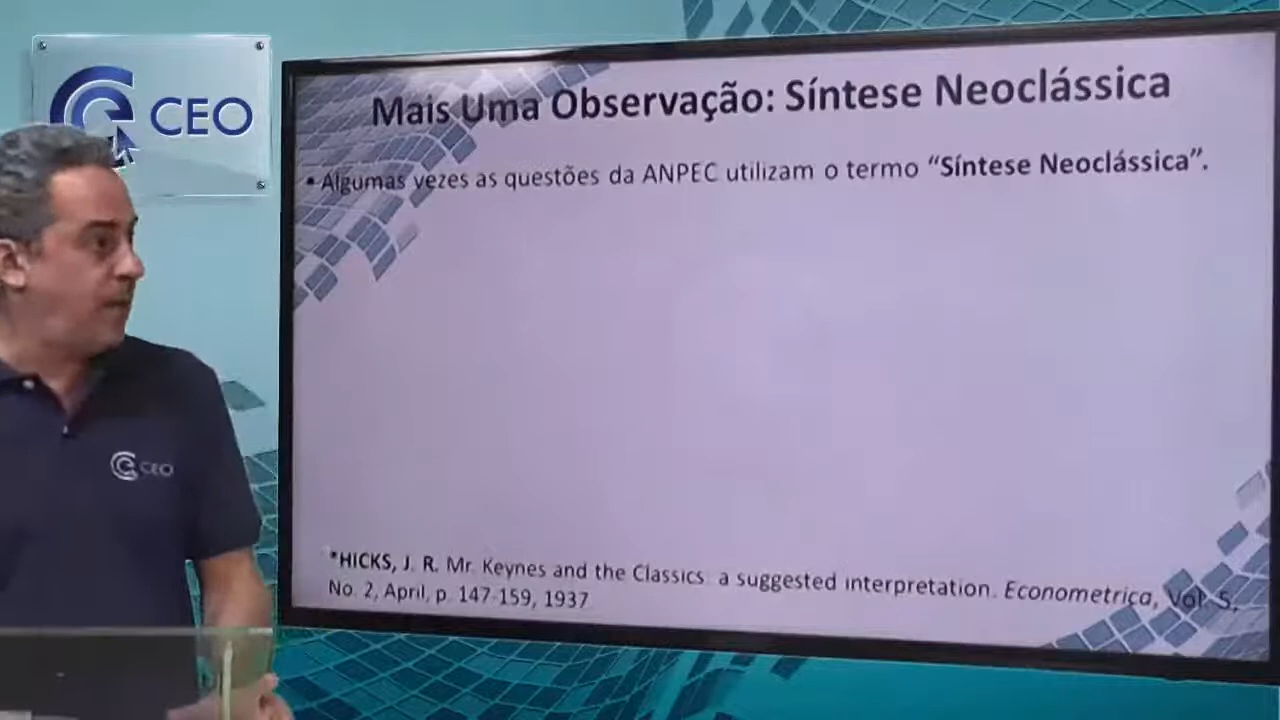 CEO
Mais Uma Observação: Síntese Neoclássica
• Algumas vezes as questões da ANPEC utilizam o termo “Síntese Neoclássica”.
CEO
*HICKS, J. R. Mr. Keynes and the Classics: a suggested interpretation. Econometrica, Vol. 5,
No. 2, April, p. 147-159, 1937